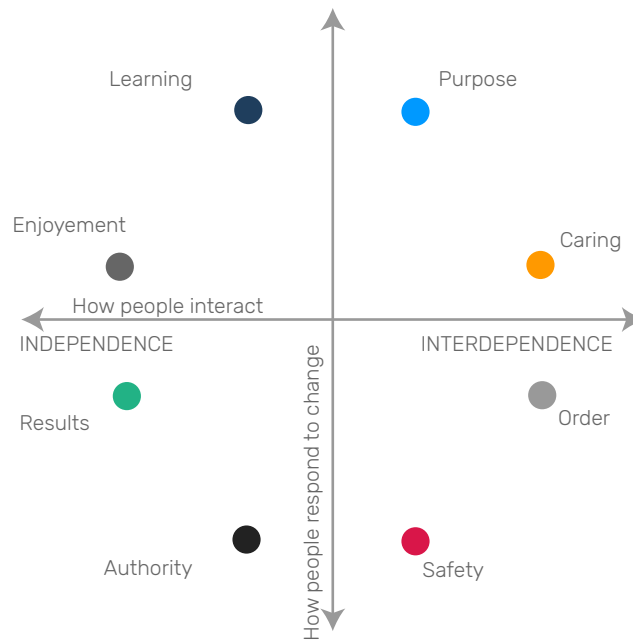 Learning
Purpose
Enjoyement
Caring
How people interact
INDEPENDENCE
INTERDEPENDENCE
How people respond to change
Results
Order
Authority
Safety